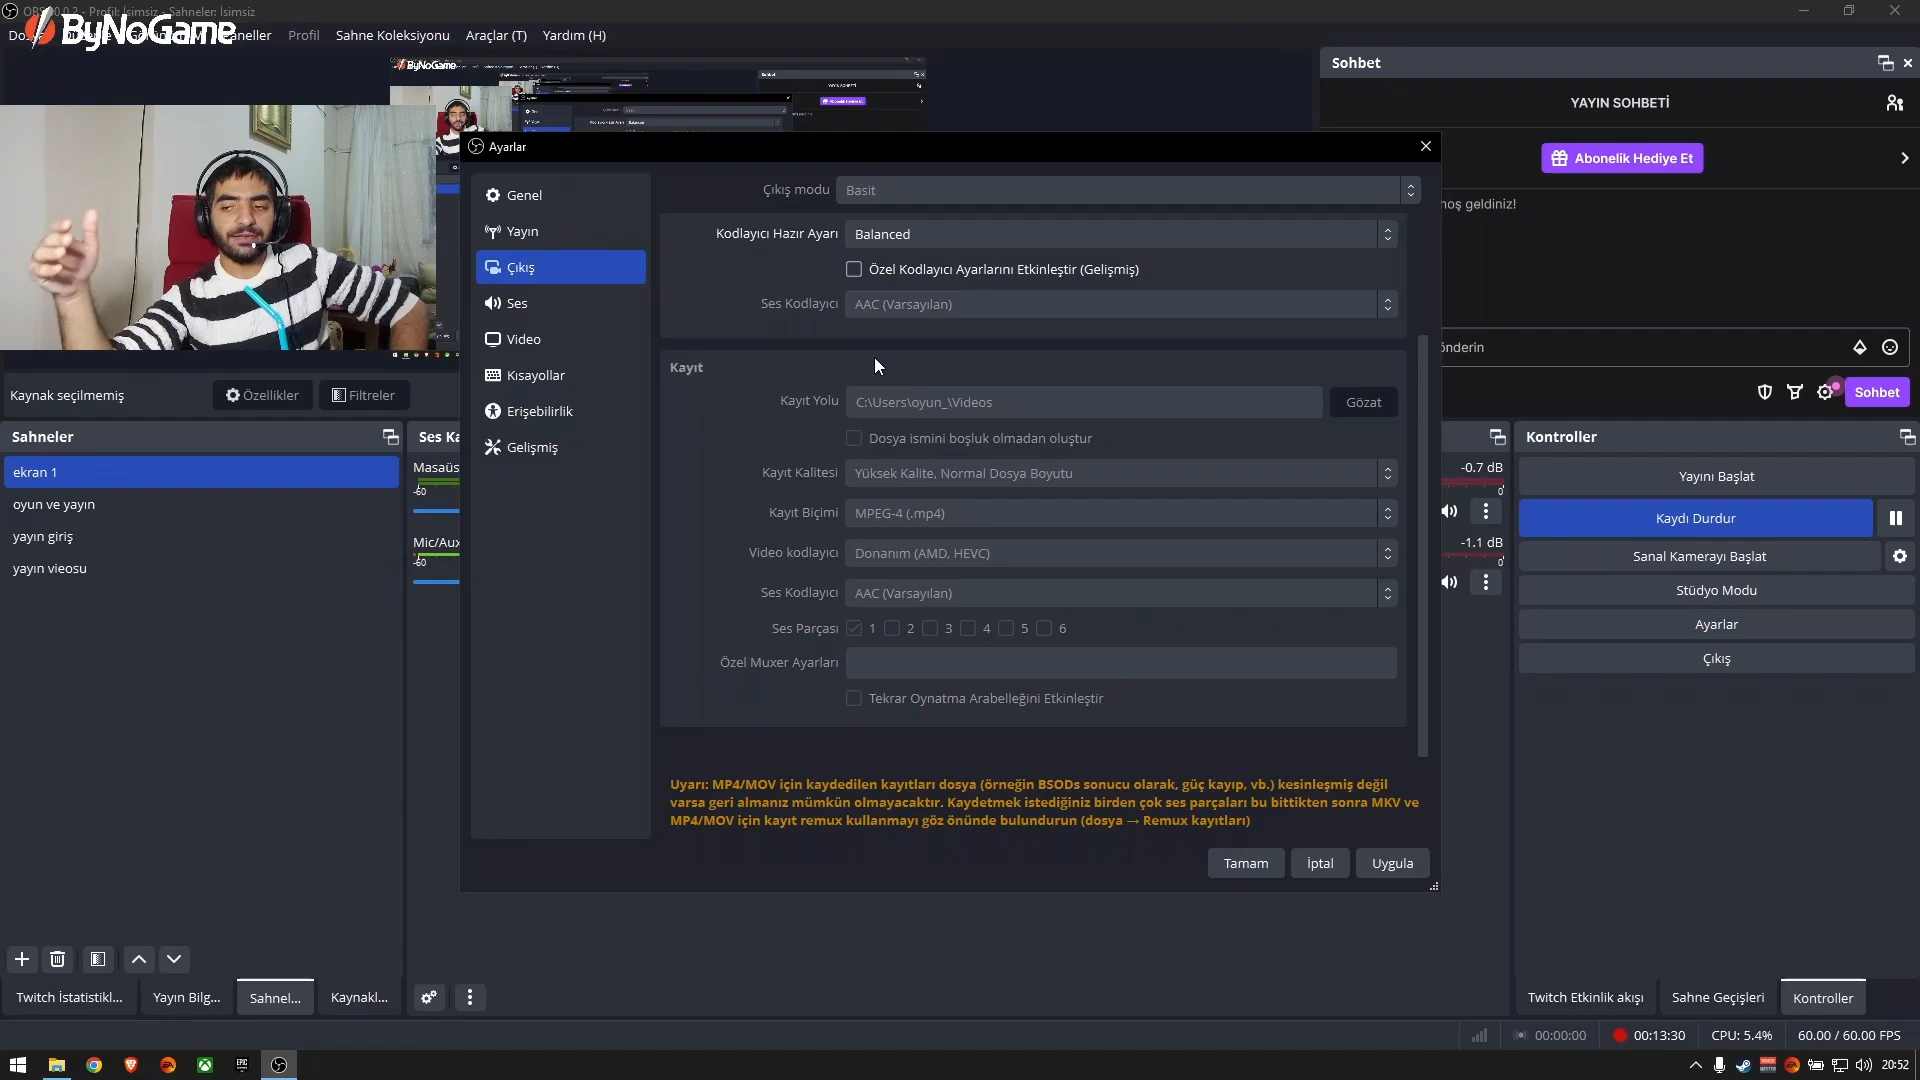 Profil: İsimsiz - Sahneler: İsimsiz
ByNoGame
Profil
Sahne Koleksiyonu
Araçlar (T)
Yardım (H)
Sohbet
YAYIN SOHBETİ
Abonelik Hediye Et
hoş geldiniz!
Sohbet
Kaynak seçilmemiş
Özellikler
Filtreler
Sahneler
ekran 1
oyun ve yayın
yayın giriş
yayın vieosu
Ses Ka
Masaüs
-60
Mic/Aux
-60
Ayarlar
Genel
Yayın
Çıkış
Ses
Video
Kısayollar
Erişebilirlik
Gelişmiş
Çıkış modu
Basit
Kodlayıcı Hazır Ayarı
Balanced
Özel Kodlayıcı Ayarlarını Etkinleştir (Gelişmiş)
Ses Kodlayıcı
AAC (Varsayılan)
Kayıt
Kayıt Yolu
C:\Users\oyun_\Videos
Gözat
Dosya ismini boşluk olmadan oluştur
Kayıt Kalitesi
Yüksek Kalite, Normal Dosya Boyutu
Kayıt Biçimi
MPEG-4 (.mp4)
Video kodlayıcı
Donanım (AMD, HEVC)
Ses Kodlayıcı
AAC (Varsayılan)
Ses Parçası
1 2 3 4 5 6
Özel Muxer Ayarları
Tekrar Oynatma Arabelleğini Etkinleştir
Uyarı: MP4/MOV için kaydedilen kayıtları dosya (örneğin BSODs sonucu olarak, güç kayıp, vb.) kesinleşmiş değil
varsa geri almanız mümkün olmayacaktır. Kaydetmek istediğiniz birden çok ses parçaları bu bittikten sonra MKV ve
MP4/MOV için kayıt remux kullanmayı göz önünde bulundurun (dosya → Remux kayıtları)
Tamam
İptal
Uygula
-0.7 dB
0
-1.1 dB
0
Kontroller
Yayını Başlat
Kaydı Durdur
Sanal Kamerayı Başlat
Stüdyo Modu
Ayarlar
Çıkış
Twitch İstatistikl...
Yayın Bilg...
Sahnel...
Kaynakl...
Twitch Etkinlik akışı
Sahne Geçişleri
Kontroller
00:00:00
00:13:30
CPU: 5.4%
60.00 / 60.00 FPS
20:52